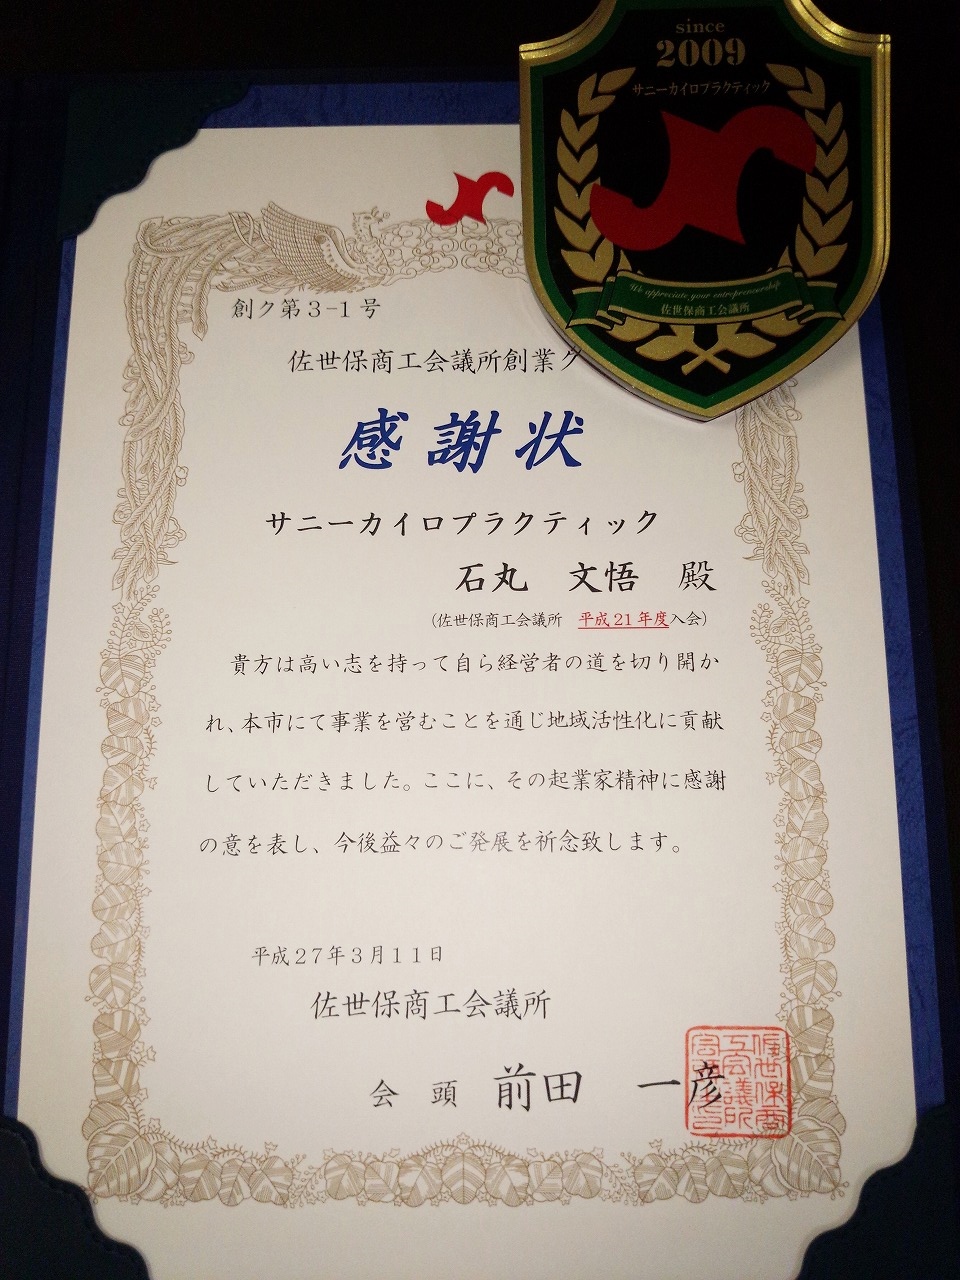 since
2009
サニーカイロプラクティック
We appreciate your entrepreneurship
佐世保商工会議所
創ク第3-1号
佐世保商工会議所創業ク
感謝状
サニーカイロプラクティック
石丸　文悟　殿
(佐世保商工会議所　平成21年度入会)
貴方は高い志を持って自ら経営者の道を切り開か
れ、本市にて事業を営むことを通じ地域活性化に貢献
していただきました。ここに、その起業家精神に感謝
の意を表し、今後益々のご発展を祈念致します。
平成27年3月11日
佐世保商工会議所
会　頭　前田　一彦